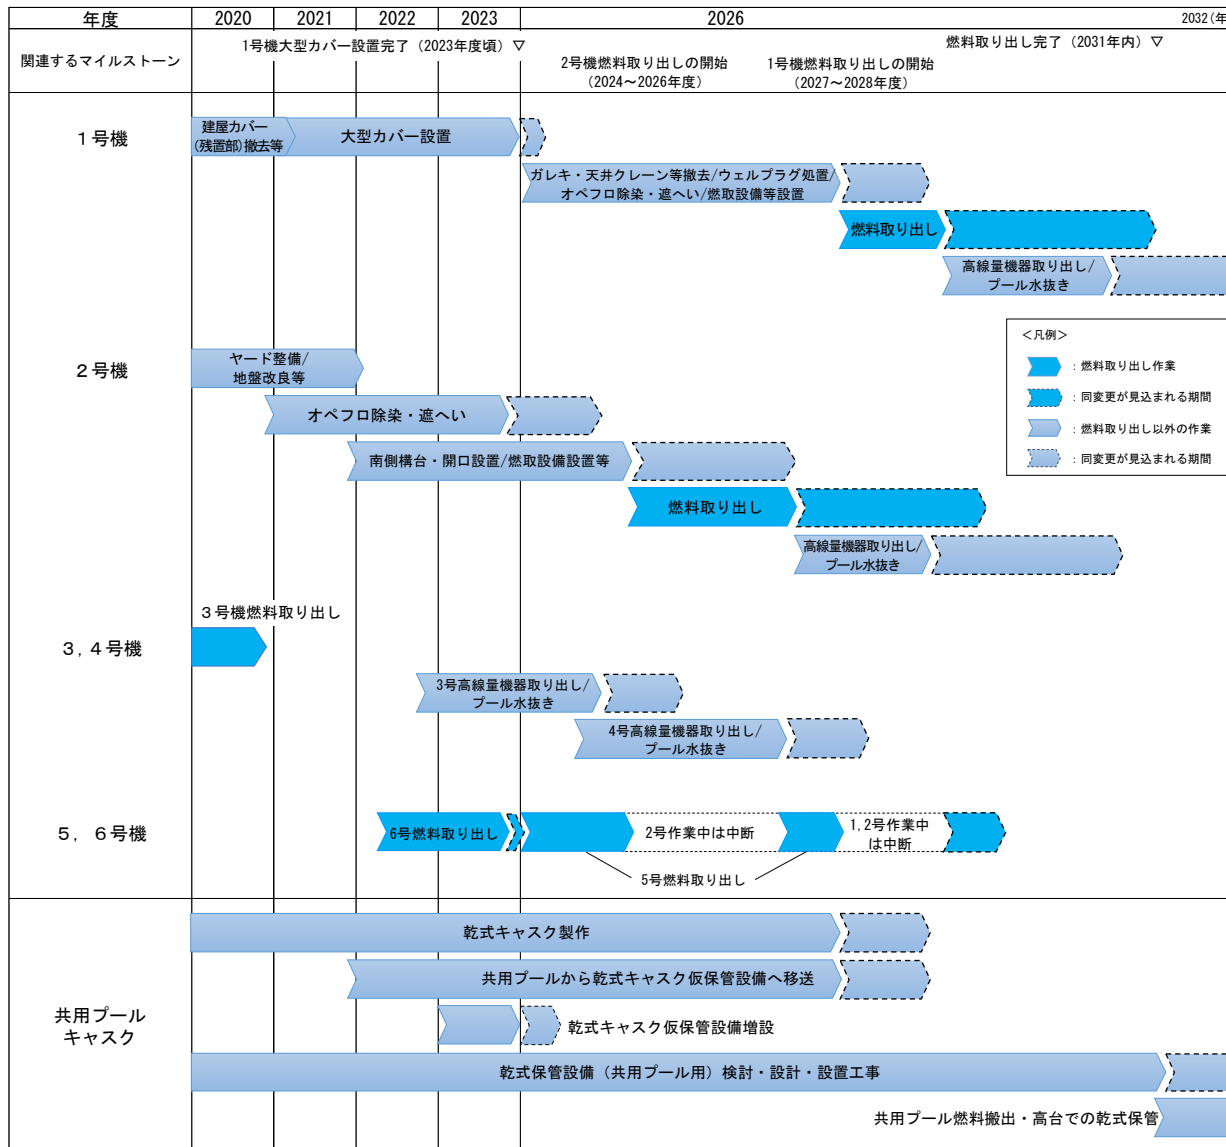 年度
2020
2021
2022
2023
2026
2032(年
関連するマイルストーン
1号機大型カバー設置完了（2023年度頃）▽
燃料取り出し完了（2031年内）▽
2号機燃料取り出しの開始
（2024～2026年度）
1号機燃料取り出しの開始
（2027～2028年度）
1号機
建屋カバー
(残置部)撤去等
大型カバー設置
ガレキ・天井クレーン等撤去/ウェルプラグ処置/
オペフロ除染・遮へい/燃取設備等設置
燃料取り出し
高線量機器取り出し/
プール水抜き
＜凡例＞
：燃料取り出し作業
：同変更が見込まれる期間
：燃料取り出し以外の作業
：同変更が見込まれる期間
2号機
ヤード整備/
地盤改良等
オペフロ除染・遮へい
南側構台・開口設置/燃取設備設置等
燃料取り出し
高線量機器取り出し/
プール水抜き
3,4号機
３号機燃料取り出し
3号高線量機器取り出し/
プール水抜き
4号高線量機器取り出し/
プール水抜き
5，6号機
6号燃料取り出し
2号作業中は中断
1,2号作業中
は中断
5号燃料取り出し
共用プール
キャスク
乾式キャスク製作
共用プールから乾式キャスク仮保管設備へ移送
乾式キャスク仮保管設備増設
乾式保管設備（共用プール用）検討・設計・設置工事
共用プール燃料搬出・高台での乾式保管